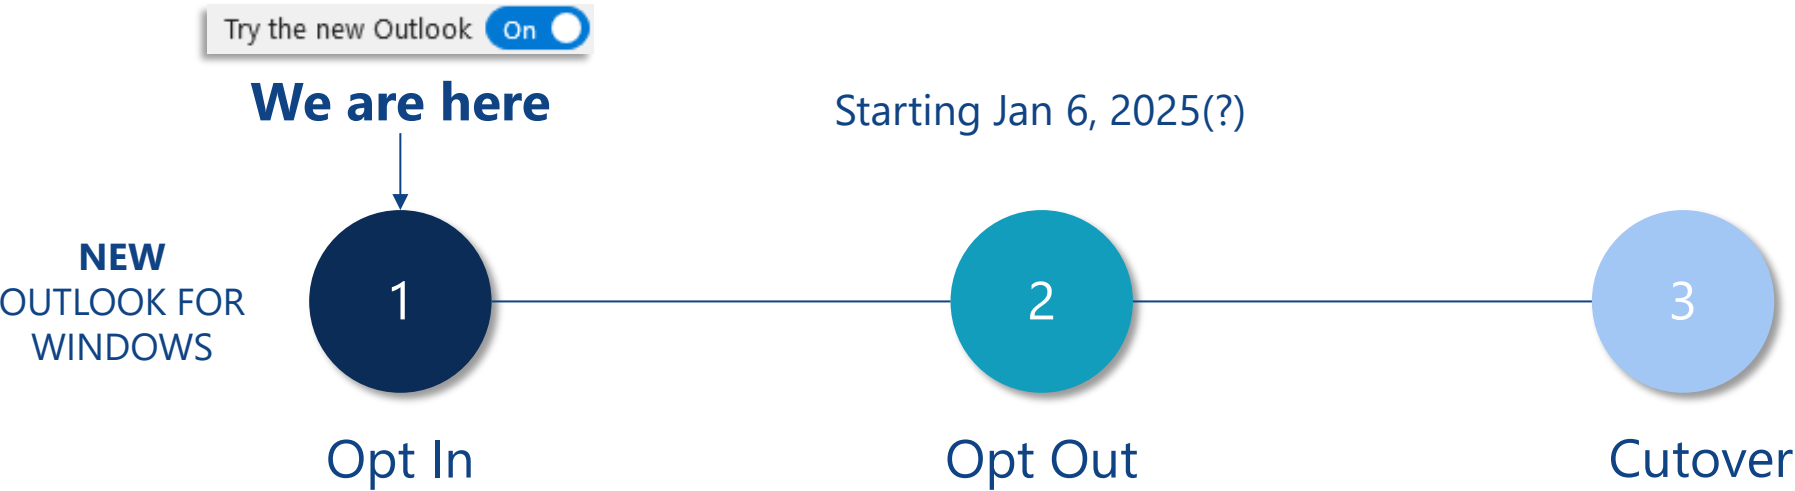 Try the new Outlook On
We are here
Starting Jan 6, 2025(?)
NEW
OUTLOOK FOR
WINDOWS
1
2
3
Opt In
Opt Out
Cutover